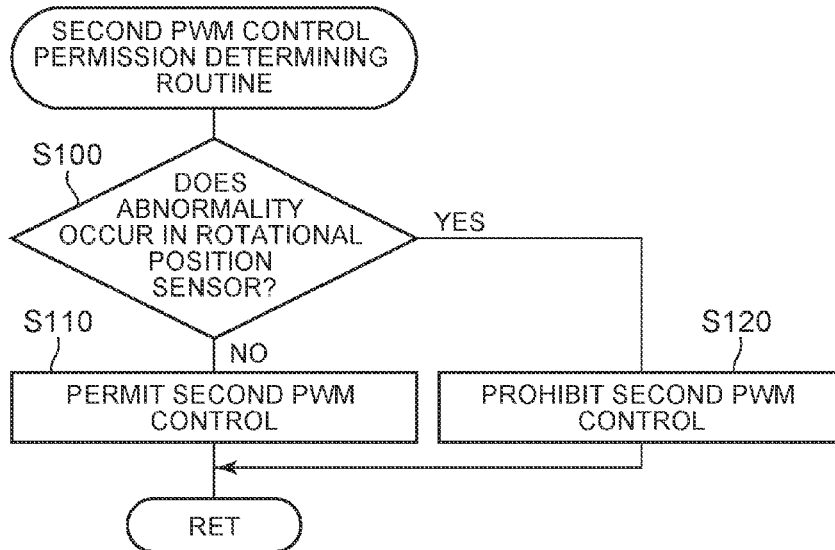 SECOND PWM CONTROL
PERMISSION DETERMINING
ROUTINE
S100
DOES
ABNORMALITY
OCCUR IN ROTATIONAL
POSITION
SENSOR?
YES
S110
NO
S120
PERMIT SECOND PWM
CONTROL
PROHIBIT SECOND PWM
CONTROL
RET